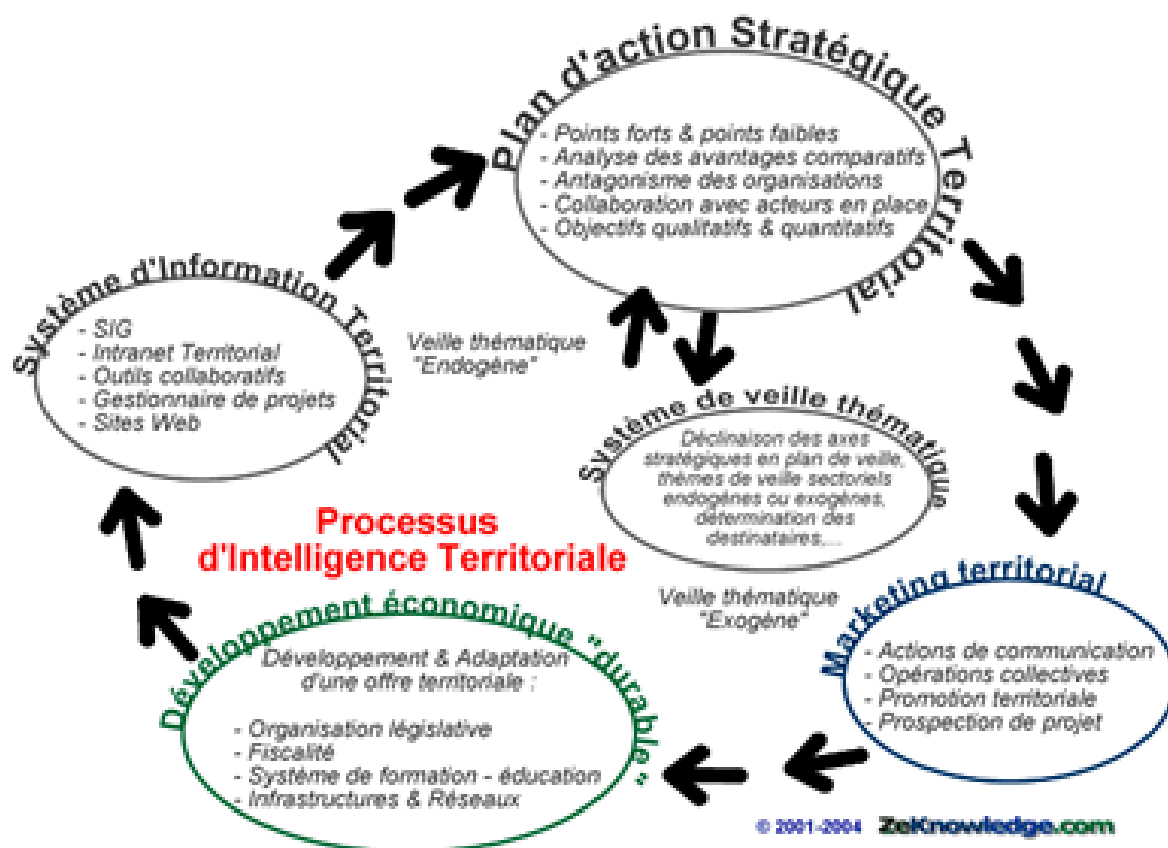 Plan d'action Stratégique Territorial
- Points forts & points faibles
- Analyse des avantages comparatifs
- Antagonisme des organisations
- Collaboration avec acteurs en place
- Objectifs qualitatifs & quantitatifs
Système d'Information Territorial
- SIG
- Intranet Territorial
- Outils collaboratifs
- Gestionnaire de projets
- Sites Web
Veille thématique
"Endogène"
Système de veille thématique
Déclinaison des axes
stratégiques en plan de veille,
thèmes de veille sectoriels
endogènes ou exogènes,
détermination des
destinataires,...
Processus
d'Intelligence Territoriale
Veille thématique
"Exogène"
Marketing territorial
- Actions de communication
- Opérations collectives
- Promotion territoriale
- Prospection de projet
Développement économique "durable"
Développement & Adaptation
d'une offre territoriale :
- Organisation législative
- Fiscalité
- Système de formation - éducation
- Infrastructures & Réseaux
© 2001-2004 ZeKnowledge.com